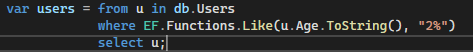 var users = from u in db.Users
where EF.Functions.Like(u.Age.ToString(), "2%")
select u;